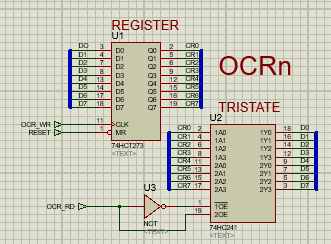 REGISTER
U1
D0 3 D0 Q0 2 CR0
D1 4 D1 Q1 5 CR1
D2 7 D2 Q2 6 CR2
D3 8 D3 Q3 9 CR3
D4 13 D4 Q4 12 CR4
D5 14 D5 Q5 15 CR5
D6 17 D6 Q6 16 CR6
D7 18 D7 Q7 19 CR7
OCRn
OCR_WR 11 CLK
RESET 1 MR
74HCT273
<TEXT>
TRISTATE
U2
CR0 2 1A0 1Y0 18 D0
CR1 4 1A1 1Y1 16 D1
CR2 6 1A2 1Y2 14 D2
CR3 8 1A3 1Y3 12 D3
CR4 11 2A0 2Y0 9 D4
CR5 13 2A1 2Y1 7 D5
CR6 15 2A2 2Y2 5 D6
CR7 17 2A3 2Y3 3 D7
U3
OCR_RD 1 1OE
19 2OE
NOT
<TEXT>
74HC241
<TEXT>